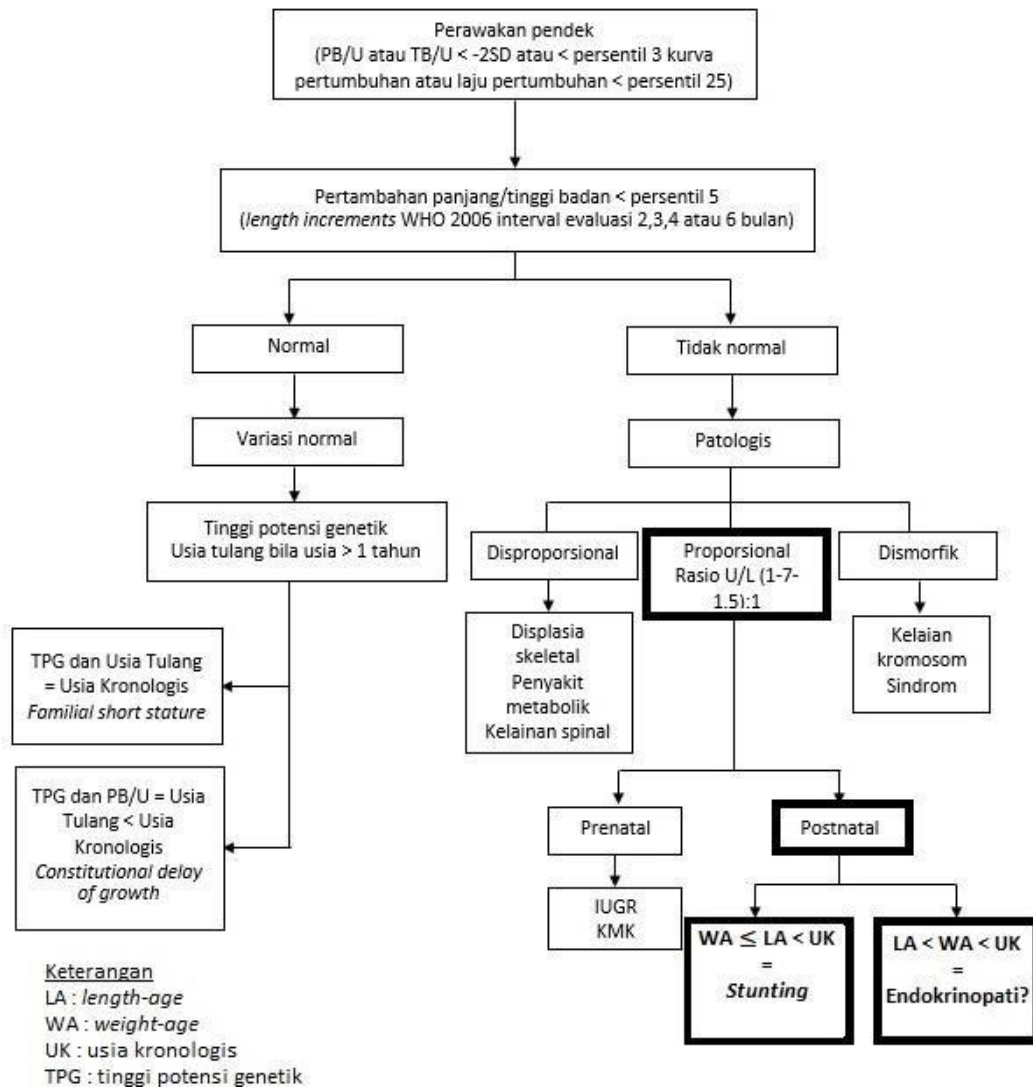 Perawakan pendek
(PB/U atau TB/U < -2SD atau < persentil 3 kurva
pertumbuhan atau laju pertumbuhan < persentil 25)
Pertambahan panjang/tinggi badan < persentil 5
(length increments WHO 2006 interval evaluasi 2,3,4 atau 6 bulan)
Normal
Tidak normal
Variasi normal
Patologis
Tinggi potensi genetik
Usia tulang bila usia > 1 tahun
Disproporsional
Proporsional
Rasio U/L (1-7-
1.5):1
Dismorfik
Displasia
skeletal
Penyakit
metabolik
Kelainan spinal
Kelaian
kromosom
Sindrom
TPG dan Usia Tulang
= Usia Kronologis
Familial short stature
TPG dan PB/U = Usia
Tulang < Usia
Kronologis
Constitutional delay
of growth
Prenatal
Postnatal
IUGR
KMK
WA ≤ LA < UK
=
Stunting
LA < WA < UK
=
Endokrinopati?
Keterangan
LA : length-age
WA : weight-age
UK : usia kronologis
TPG : tinggi potensi genetik